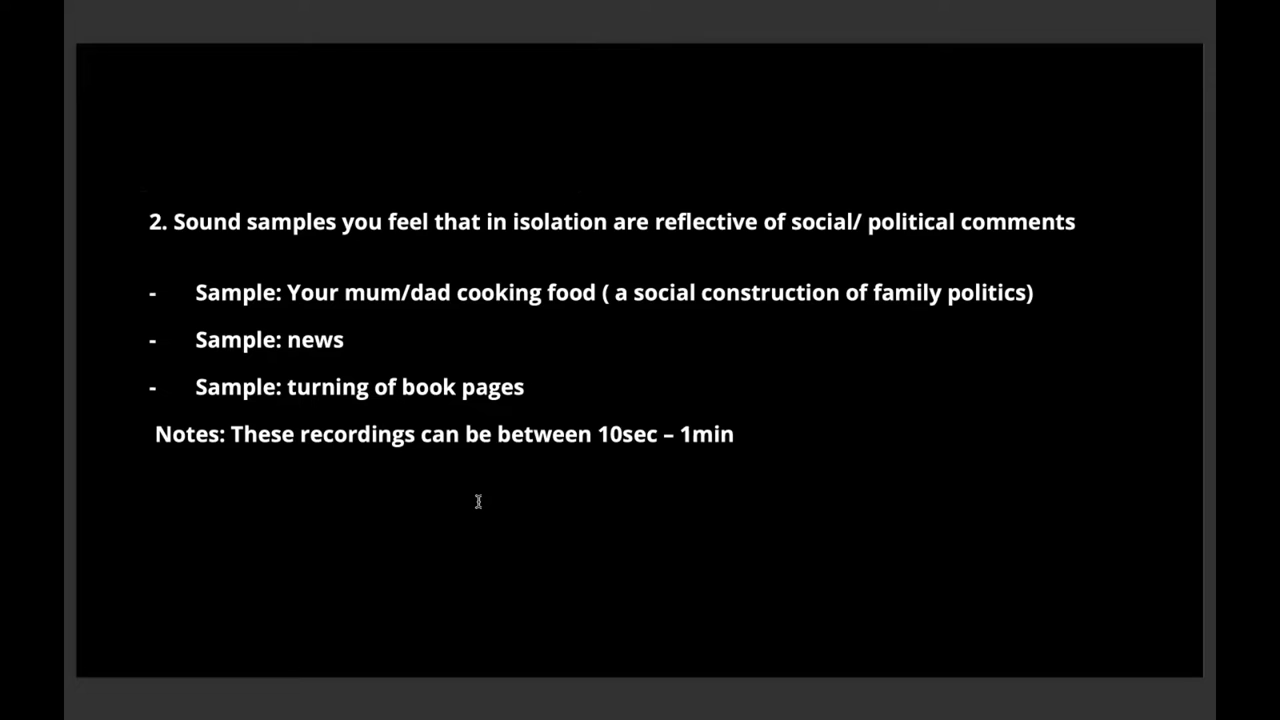 2. Sound samples you feel that in isolation are reflective of social/ political comments
- Sample: Your mum/dad cooking food ( a social construction of family politics)
- Sample: news
- Sample: turning of book pages
Notes: These recordings can be between 10sec – 1min